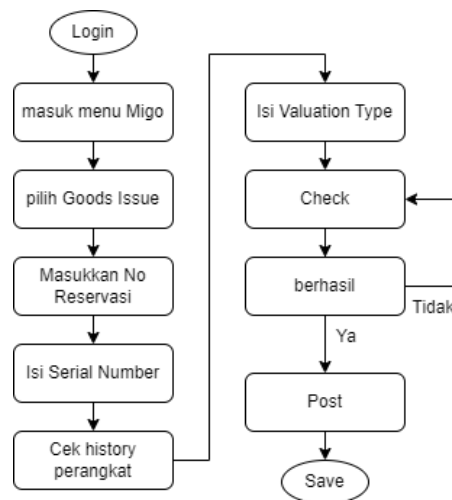 Login
masuk menu Migo
pilih Goods Issue
Masukkan No
Reservasi
Isi Serial Number
Cek history
perangkat
Isi Valuation Type
Check
berhasil
Tidak
Ya
Post
Save